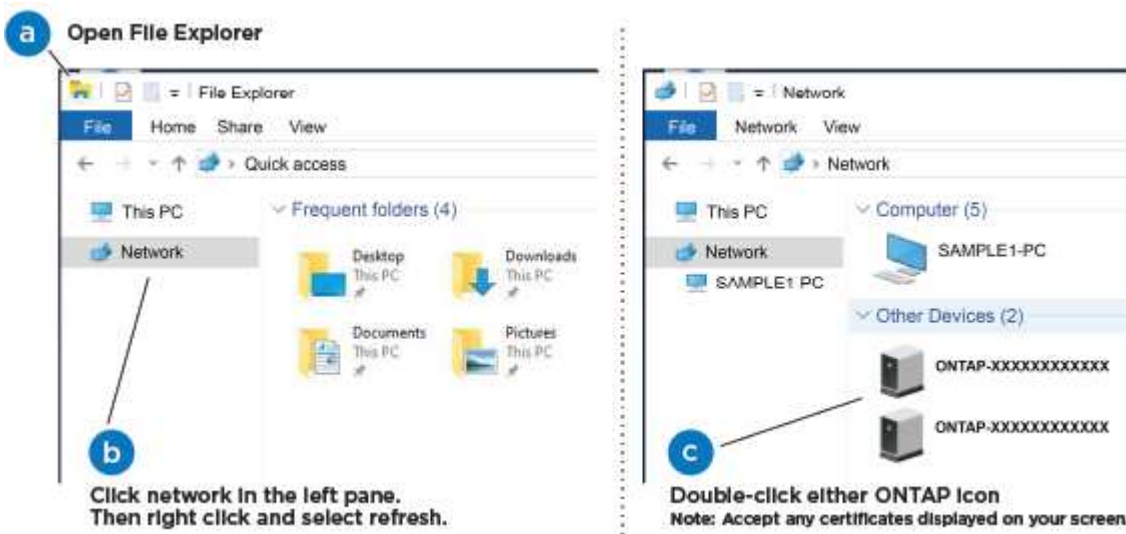 a
Open File Explorer
File Explorer
File Home Share View
Quick access
This PC
Network
Frequent folders (4)
Desktop
This PC
Downloads
This PC
Documents
This PC
Pictures
This PC
b
Click network in the left pane.
Then right click and select refresh.
Network
File Network View
Network
This PC
Network
SAMPLE1 PC
Computer (5)
SAMPLE1-PC
Other Devices (2)
ONTAP-XXXXXXXXXXXX
ONTAP-XXXXXXXXXXXX
c
Double-click either ONTAP icon
Note: Accept any certificates displayed on your screen.